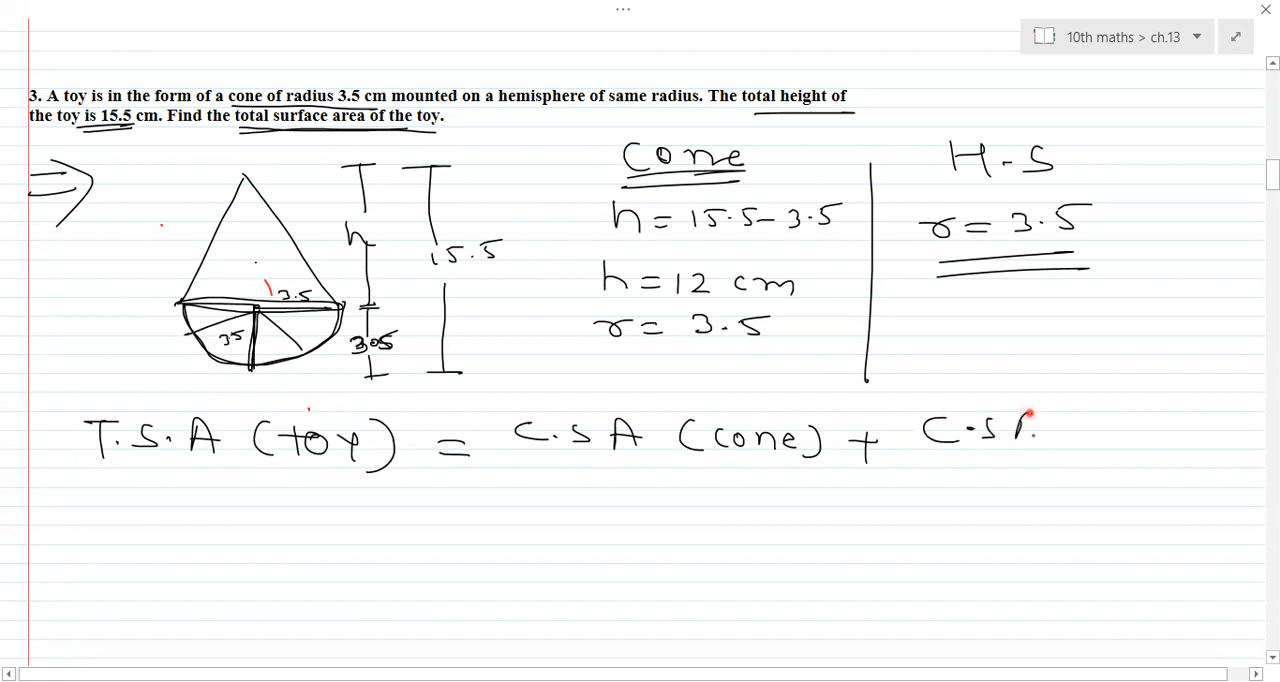 10th maths > ch.13
3. A toy is in the form of a cone of radius 3.5 cm mounted on a hemisphere of same radius. The total height of
the toy is 15.5 cm. Find the total surface area of the toy.
Cone
H-S
h = 15.5 - 3.5
r = 3.5
h
15.5
h = 12 cm
3.5
r = 3.5
3.5
3.5
T.S.A (toy) = C.SA (cone) + C.S